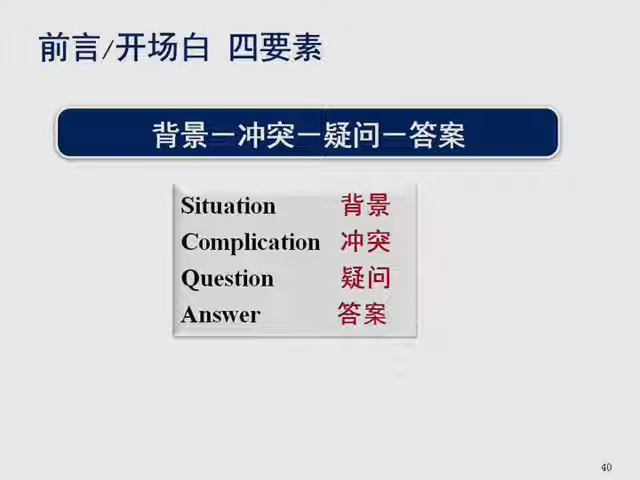 前言/开场白 四要素
背景－冲突－疑问－答案
Situation 背景
Complication 冲突
Question 疑问
Answer 答案
40